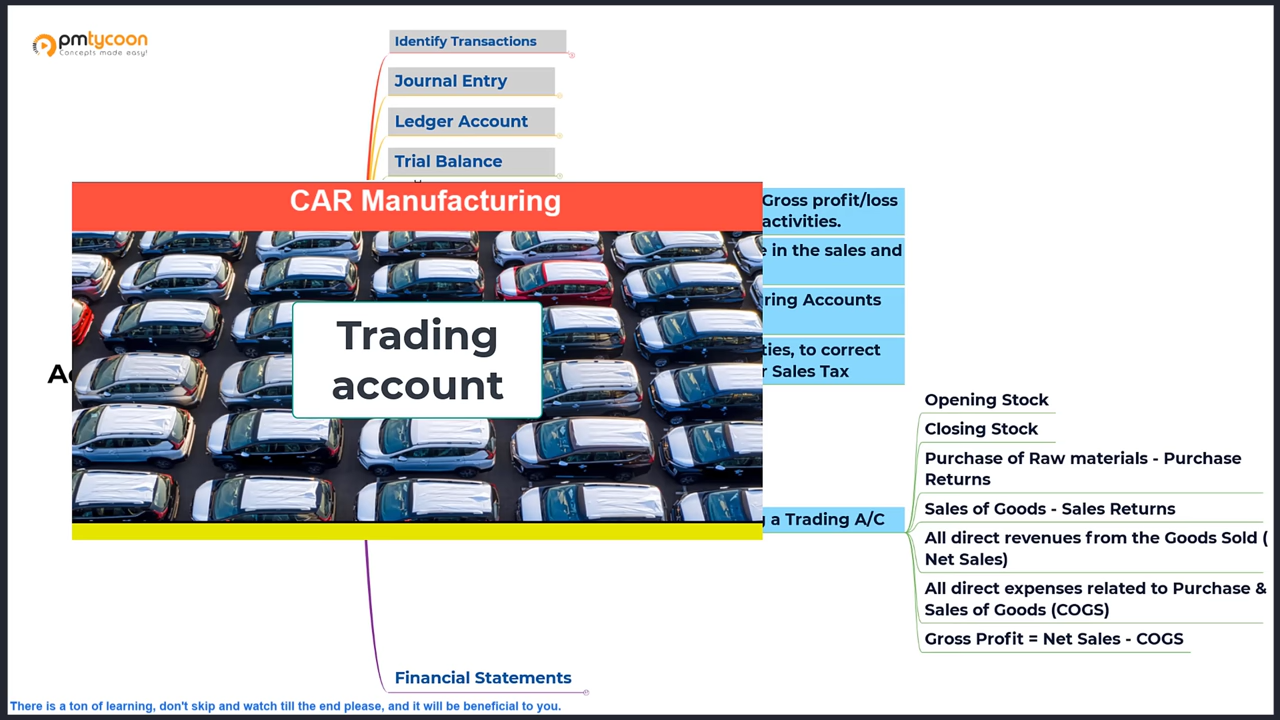 pmtycoon
Concepts made easy!
Identify Transactions
Journal Entry
Ledger Account
Trial Balance
CAR Manufacturing
Trading
account
Gross profit/loss
activities.
in the sales and
ring Accounts
ties, to correct
Sales Tax
g a Trading A/C
Opening Stock
Closing Stock
Purchase of Raw materials - Purchase
Returns
Sales of Goods - Sales Returns
All direct revenues from the Goods Sold (
Net Sales)
All direct expenses related to Purchase &
Sales of Goods (COGS)
Gross Profit = Net Sales - COGS
Financial Statements
There is a ton of learning, don't skip and watch till the end please, and it will be beneficial to you.